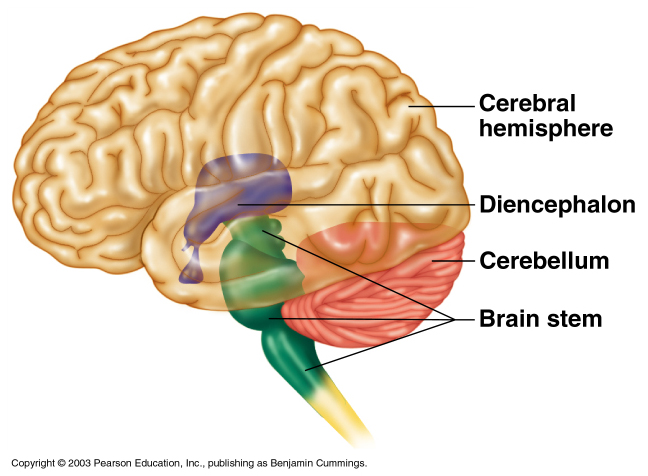 Cerebral
hemisphere
Diencephalon
Cerebellum
Brain stem
Copyright © 2003 Pearson Education, Inc., publishing as Benjamin Cummings.